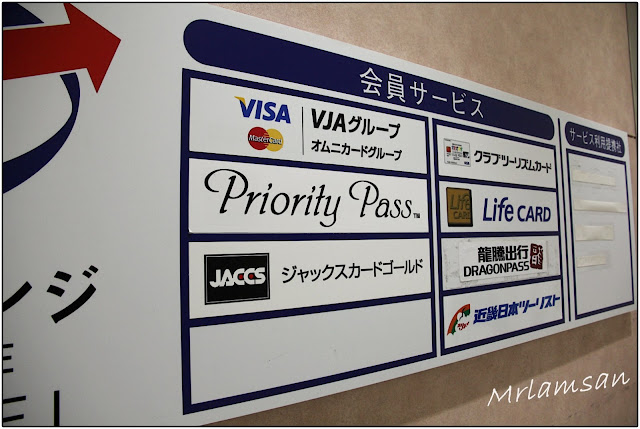 会員サービス
VISA
MasterCard
VJAグループ
オムニカードグループ
Priority Pass™
JACCS
ジャックスカードゴールド
クラブツーリズムカード
Life CARD
Life CARD
龍騰出行
DRAGONPASS
近畿日本ツーリスト
サービス利用提携社
ンジ
Mrlamsan